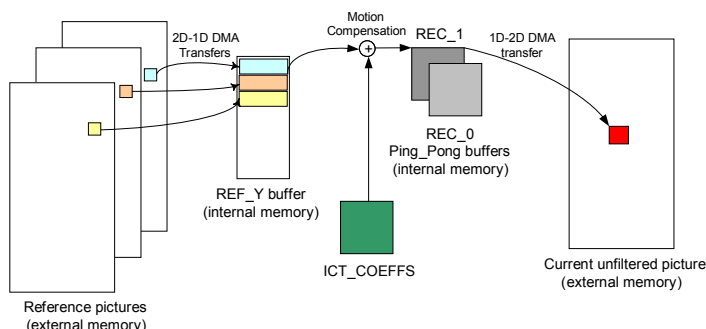 2D-1D DMA
Transfers
Motion
Compensation
REC_1
1D-2D DMA
transfer
REC_0
Ping_Pong buffers
(internal memory)
REF_Y buffer
(internal memory)
ICT_COEFFS
Current unfiltered picture
(external memory)
Reference pictures
(external memory)